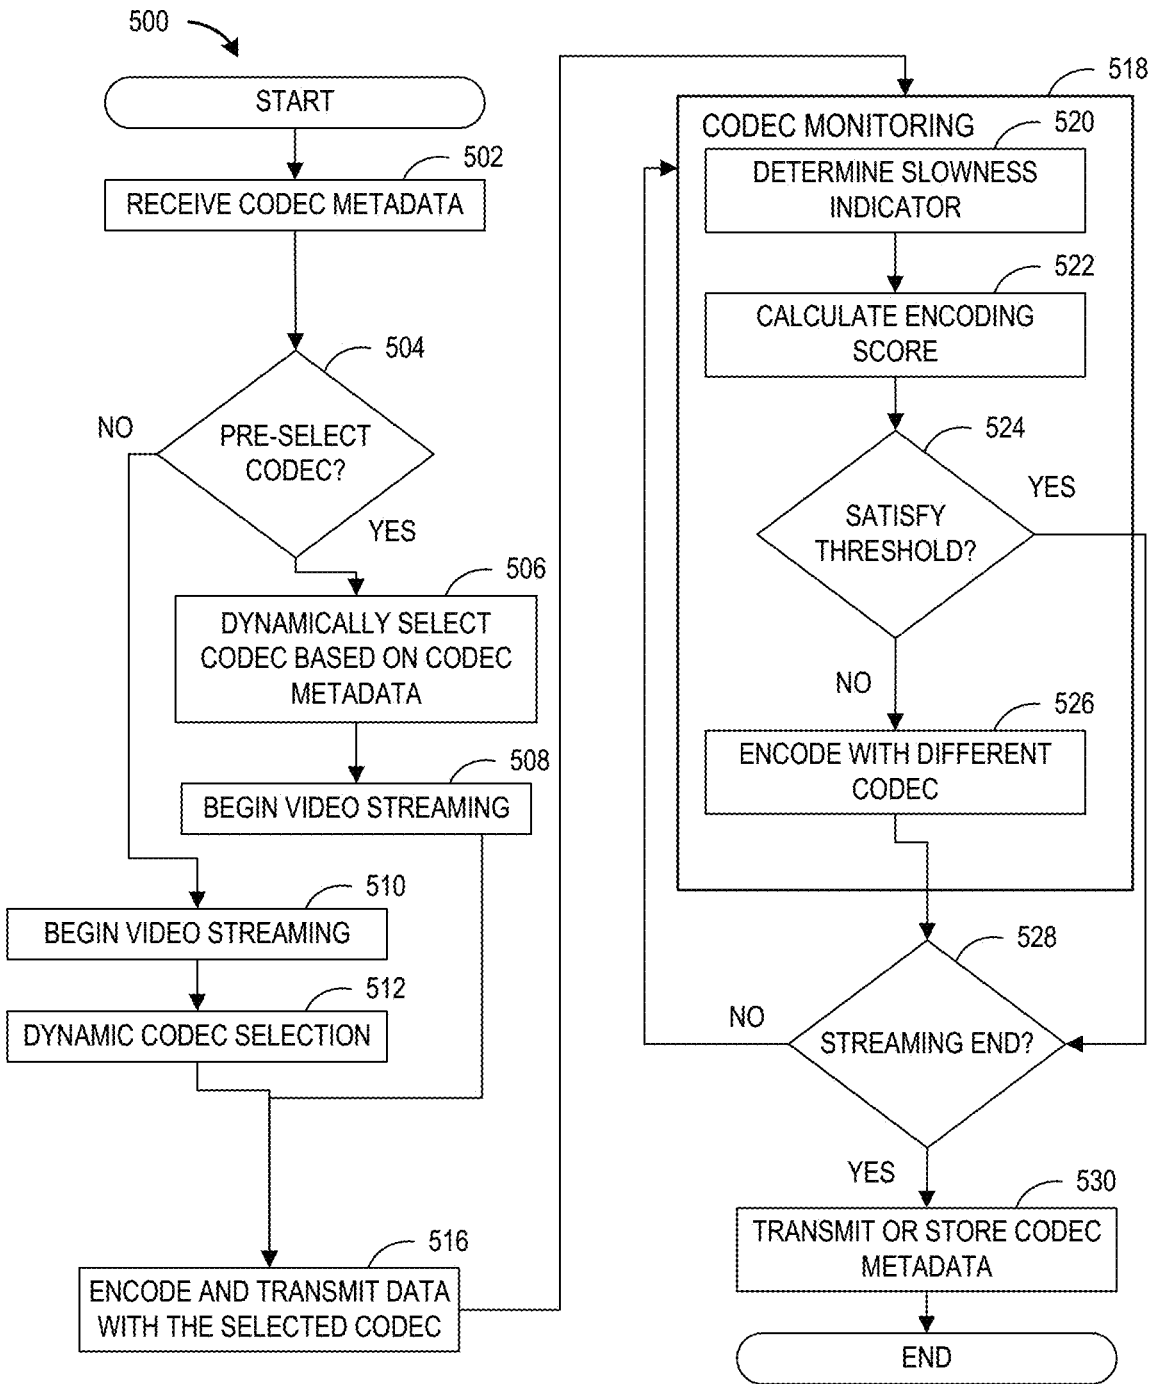 500
START
502
RECEIVE CODEC METADATA
504
PRE-SELECT
CODEC?
NO
YES
506
DYNAMICALLY SELECT
CODEC BASED ON CODEC
METADATA
508
BEGIN VIDEO STREAMING
510
BEGIN VIDEO STREAMING
512
DYNAMIC CODEC SELECTION
516
ENCODE AND TRANSMIT DATA
WITH THE SELECTED CODEC
518
CODEC MONITORING
520
DETERMINE SLOWNESS
INDICATOR
522
CALCULATE ENCODING
SCORE
524
SATISFY
THRESHOLD?
YES
NO
526
ENCODE WITH DIFFERENT
CODEC
528
STREAMING END?
NO
YES
530
TRANSMIT OR STORE CODEC
METADATA
END